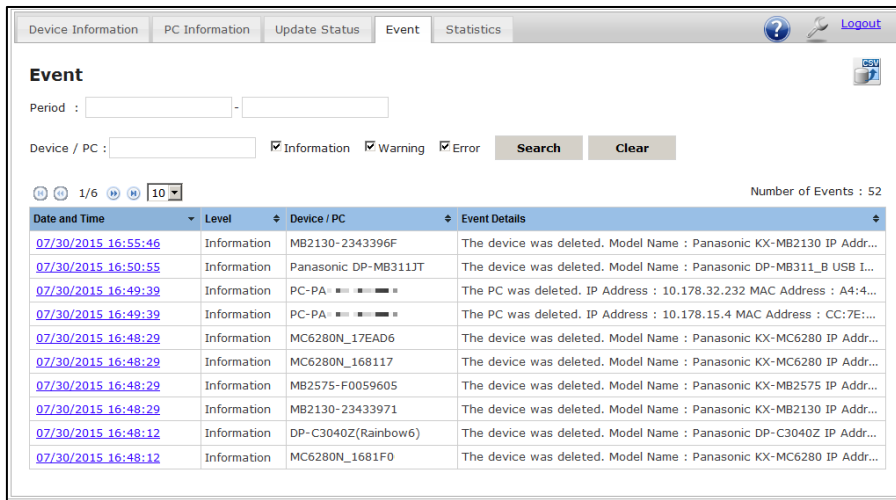 Device Information PC Information Update Status Event Statistics ? Logout
Event CSV
Period : -
Device / PC : Information Warning Error Search Clear
1/6 10 Number of Events : 52
Date and Time Level Device / PC Event Details
07/30/2015 16:55:46 Information MB2130-2343396F The device was deleted. Model Name : Panasonic KX-MB2130 IP Addr...
07/30/2015 16:50:55 Information Panasonic DP-MB311JT The device was deleted. Model Name : Panasonic DP-MB311_B USB I...
07/30/2015 16:49:39 Information PC-PA The PC was deleted. IP Address : 10.178.32.232 MAC Address : A4:4...
07/30/2015 16:49:39 Information PC-PA The PC was deleted. IP Address : 10.178.15.4 MAC Address : CC:7E:...
07/30/2015 16:48:29 Information MC6280N_17EAD6 The device was deleted. Model Name : Panasonic KX-MC6280 IP Addr...
07/30/2015 16:48:29 Information MC6280N_168117 The device was deleted. Model Name : Panasonic KX-MC6280 IP Addr...
07/30/2015 16:48:29 Information MB2575-F0059605 The device was deleted. Model Name : Panasonic KX-MB2575 IP Addr...
07/30/2015 16:48:29 Information MB2130-23433971 The device was deleted. Model Name : Panasonic KX-MB2130 IP Addr...
07/30/2015 16:48:12 Information DP-C3040Z(Rainbow6) The device was deleted. Model Name : Panasonic DP-C3040Z IP Addr...
07/30/2015 16:48:12 Information MC6280N_1681F0 The device was deleted. Model Name : Panasonic KX-MC6280 IP Addr...